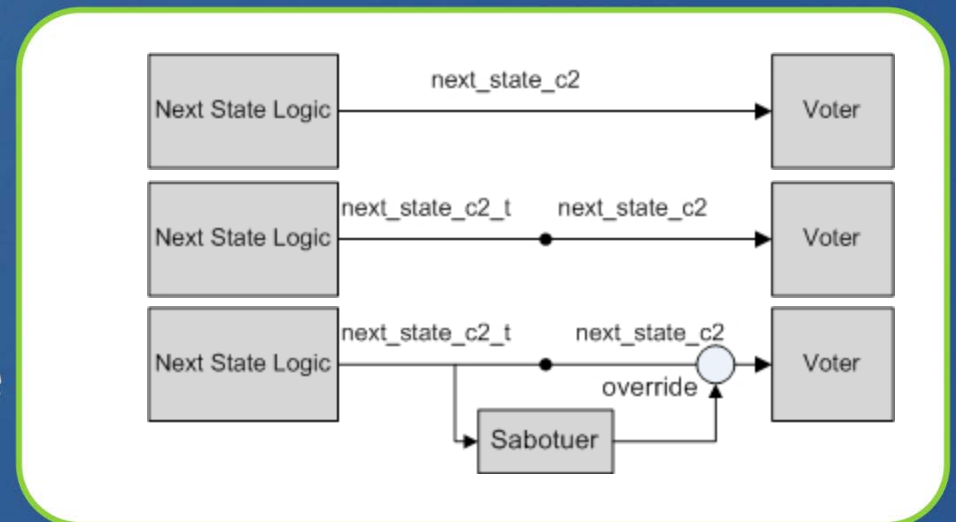 next_state_c2
Next State Logic
Voter
next_state_c2_t
next_state_c2
Next State Logic
Voter
next_state_c2_t
next_state_c2
Next State Logic
Voter
override
Sabotuer